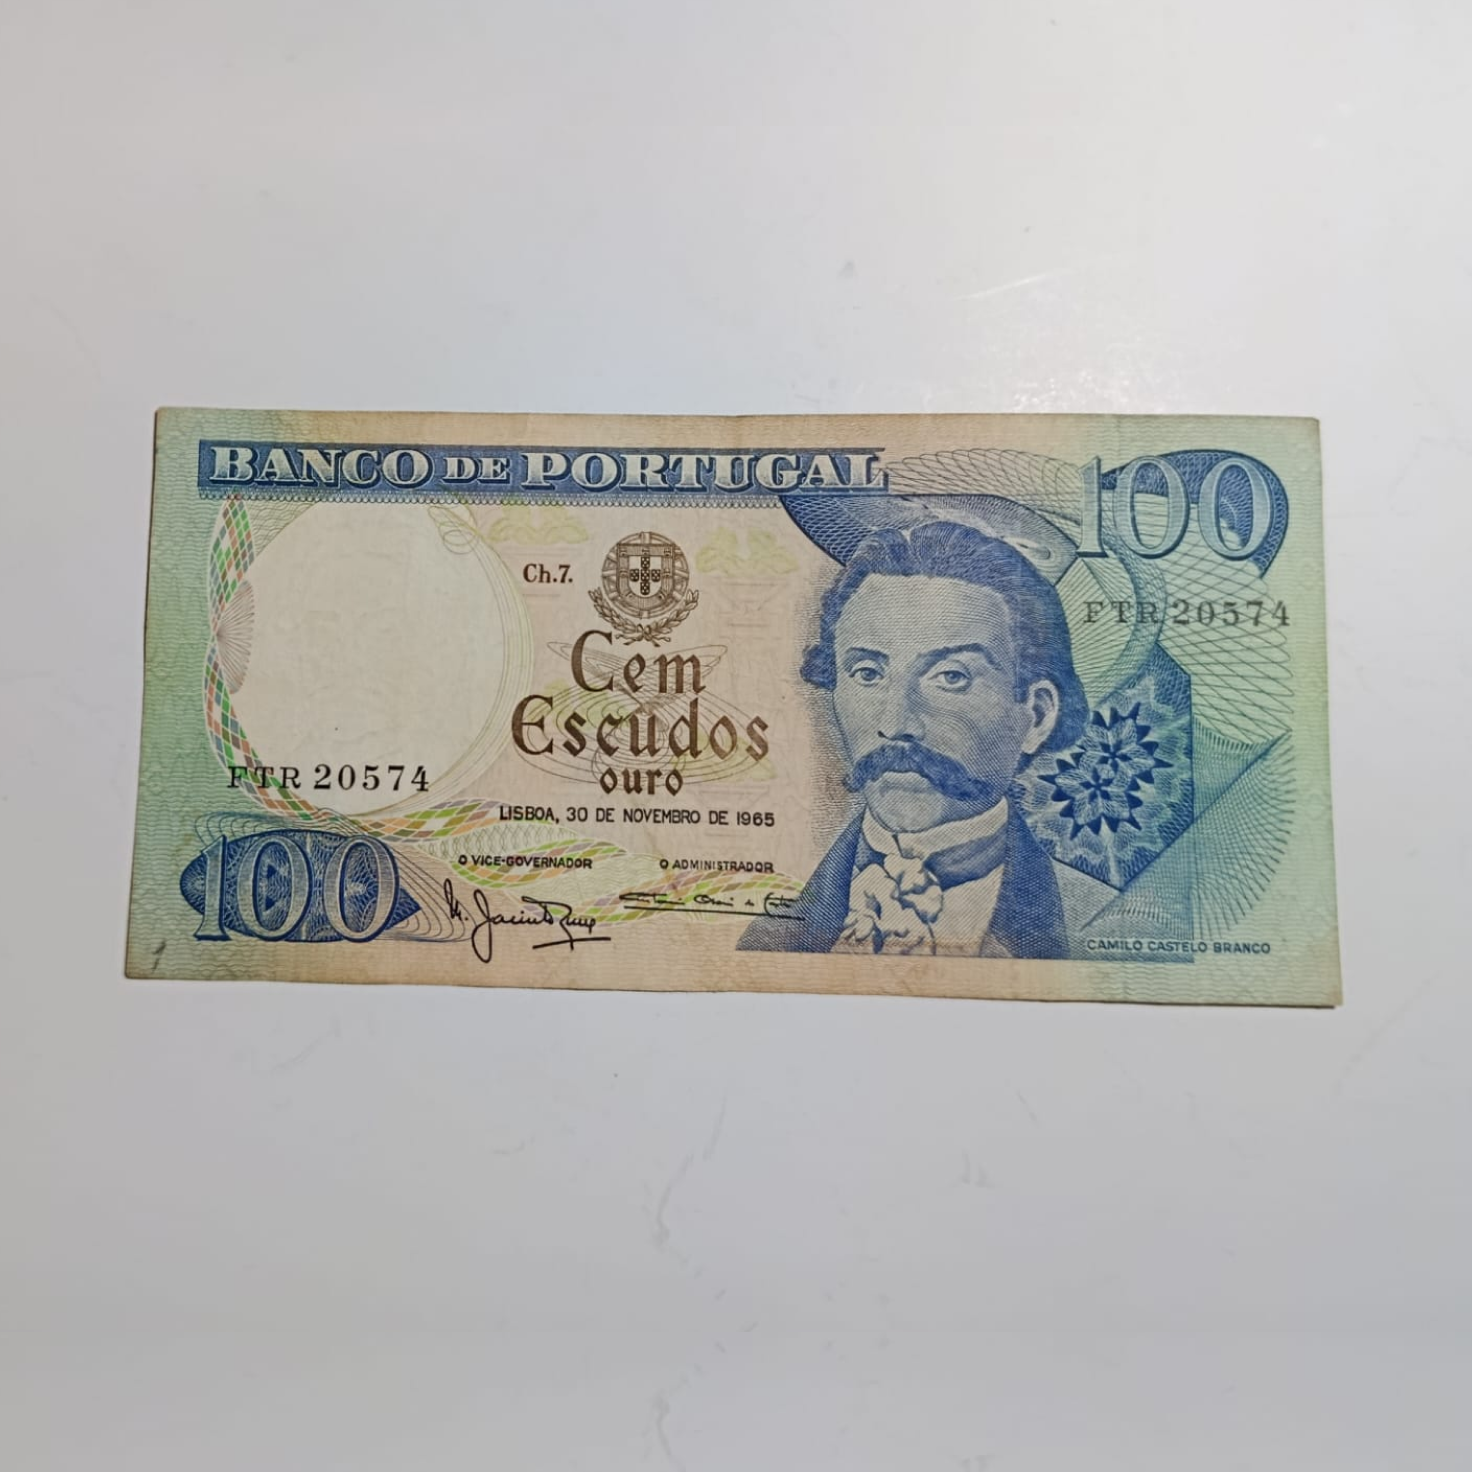 BANCO DE PORTUGAL
100
Ch.7.
FTR 20574
Cem
Escudos
ouro
FTR 20574
LISBOA, 30 DE NOVEMBRO DE 1965
O VICE-GOVERNADOR
O ADMINISTRADOR
100
CAMILO CASTELO BRANCO